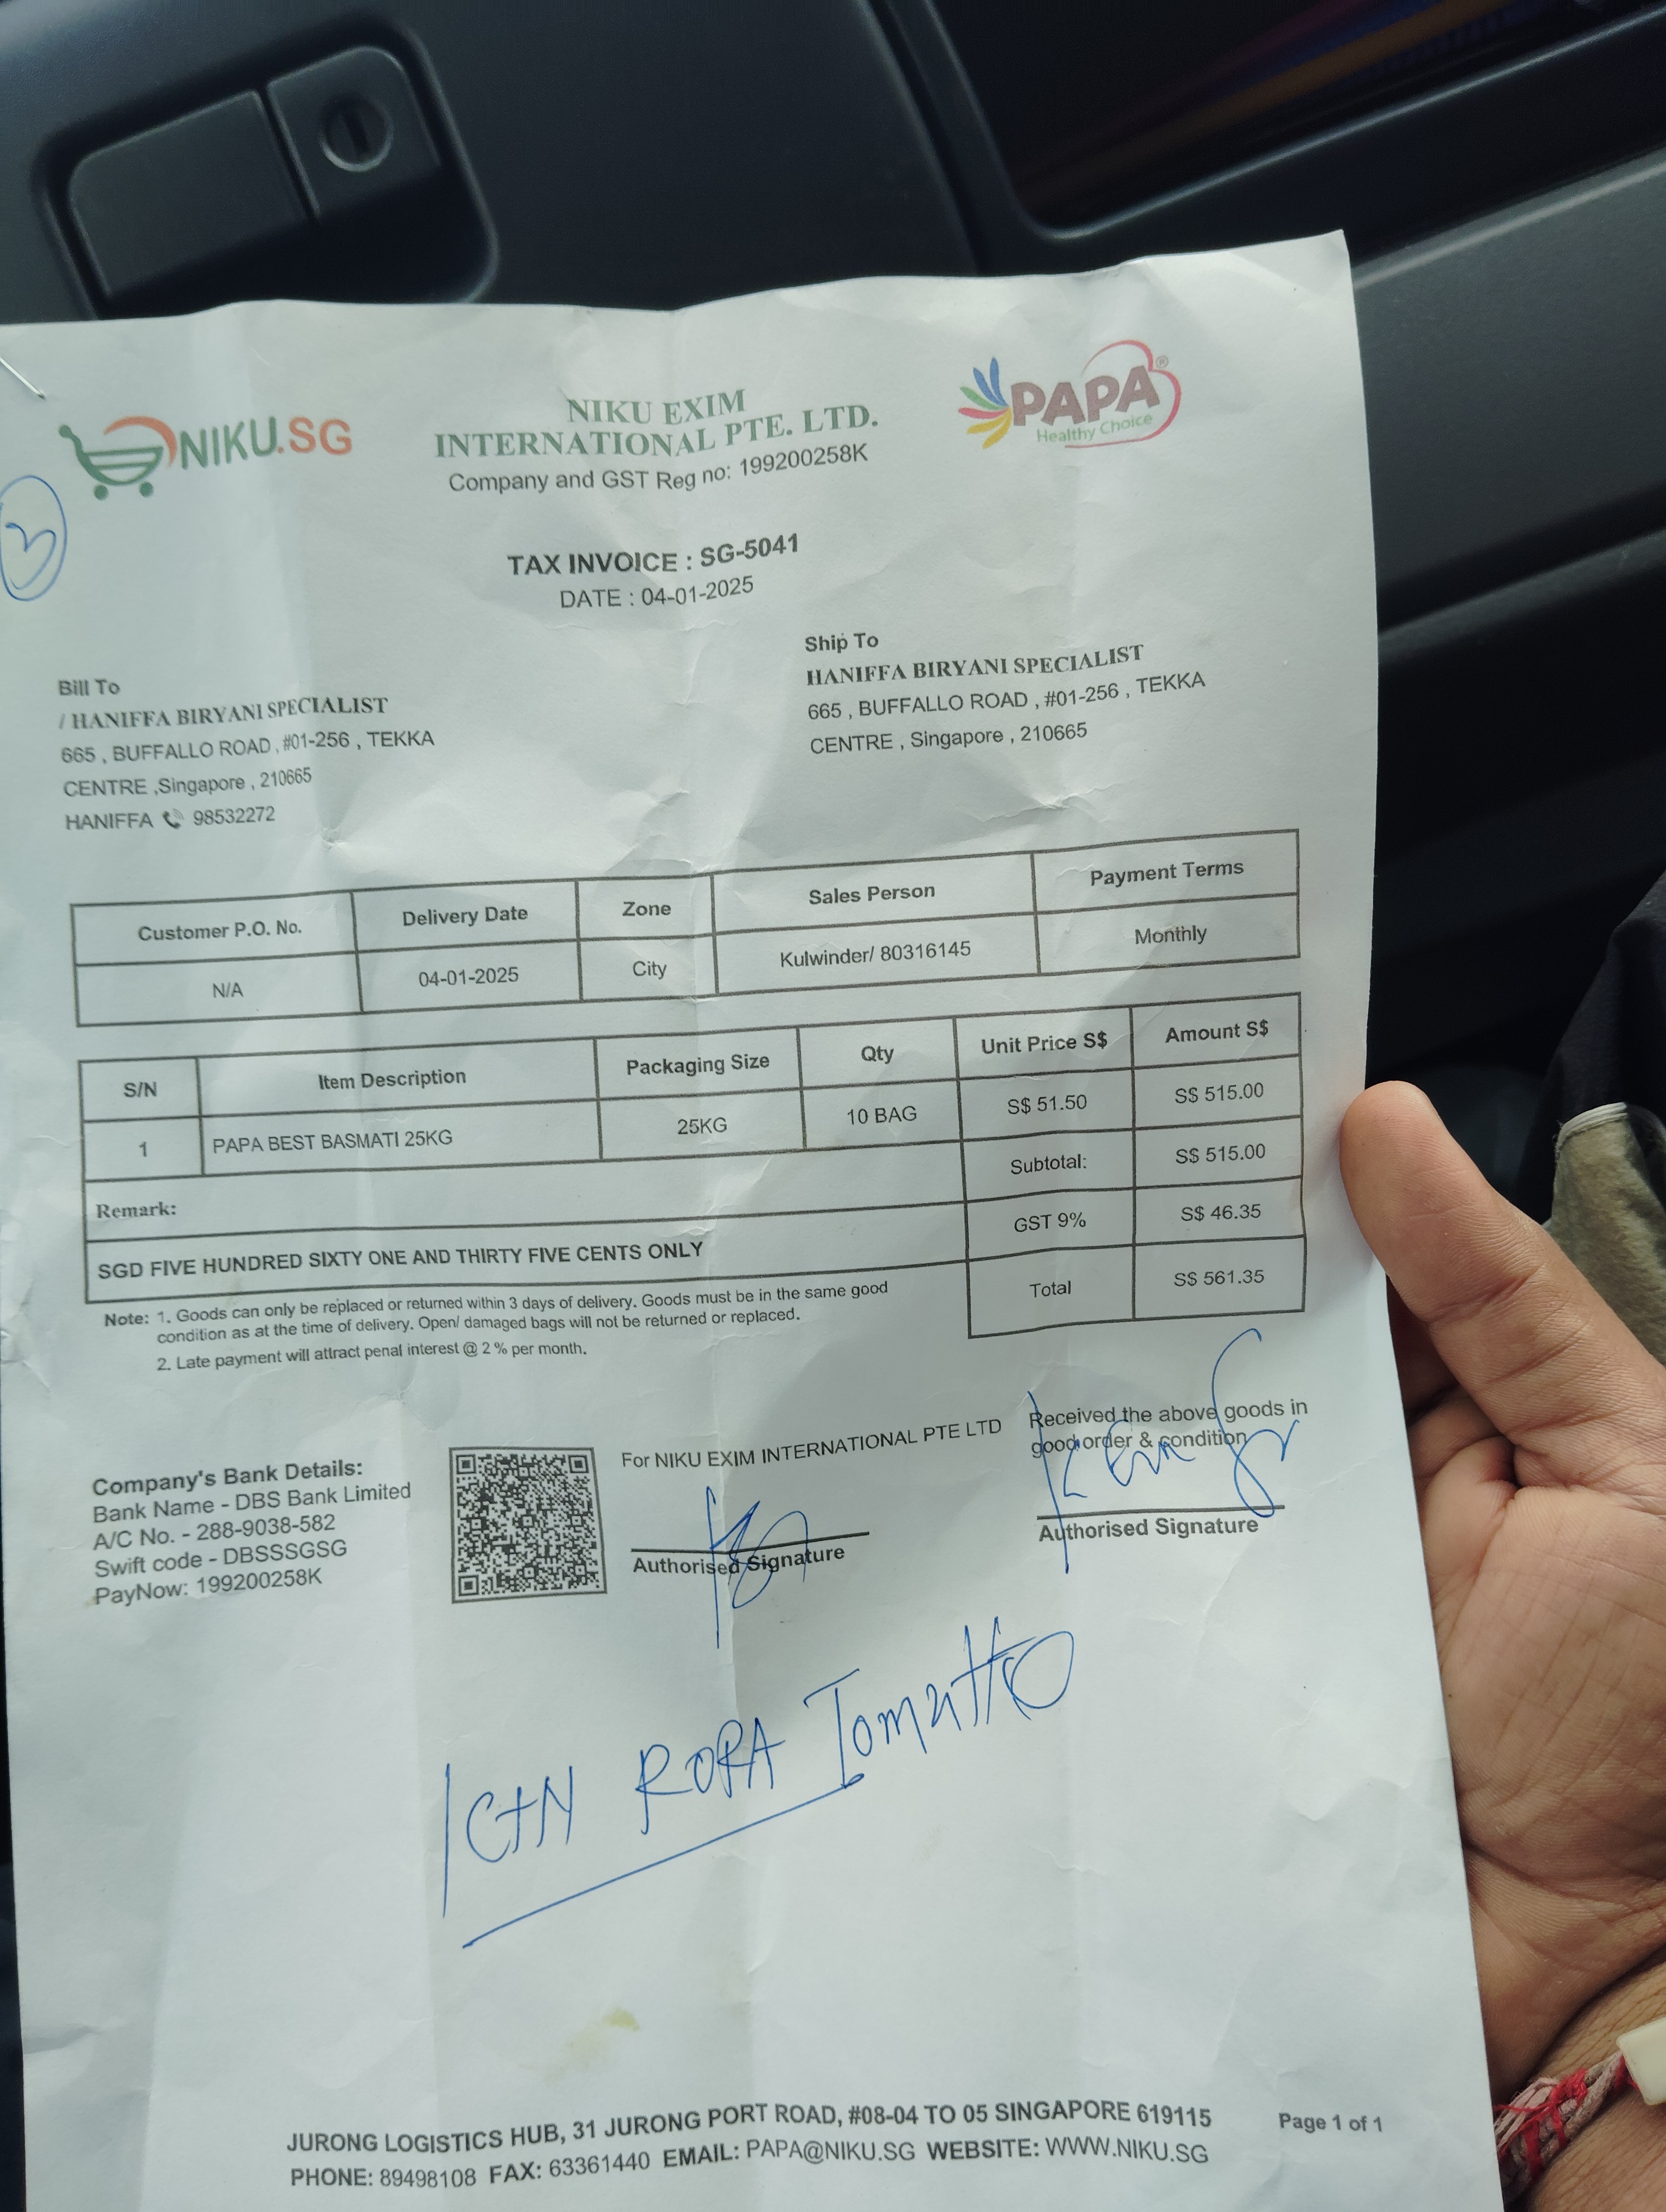 NIKU.SG
NIKU EXIM
INTERNATIONAL PTE. LTD.
Company and GST Reg no: 199200258K
PAPA®
Healthy Choice
3
TAX INVOICE : SG-5041
DATE : 04-01-2025
Bill To
/ HANIFFA BIRYANI SPECIALIST
665 , BUFFALLO ROAD , #01-256 , TEKKA
CENTRE ,Singapore , 210665
HANIFFA 98532272
Ship To
HANIFFA BIRYANI SPECIALIST
665 , BUFFALLO ROAD , #01-256 , TEKKA
CENTRE , Singapore , 210665
Customer P.O. No. Delivery Date Zone Sales Person Payment Terms
N/A 04-01-2025 City Kulwinder/ 80316145 Monthly
S/N Item Description Packaging Size Qty Unit Price S$ Amount S$
1 PAPA BEST BASMATI 25KG 25KG 10 BAG S$ 51.50 S$ 515.00
Subtotal: S$ 515.00
Remark:
GST 9% S$ 46.35
SGD FIVE HUNDRED SIXTY ONE AND THIRTY FIVE CENTS ONLY
Total S$ 561.35
Note: 1. Goods can only be replaced or returned within 3 days of delivery. Goods must be in the same good
condition as at the time of delivery. Open/ damaged bags will not be returned or replaced.
2. Late payment will attract penal interest @ 2 % per month.
Company's Bank Details:
Bank Name - DBS Bank Limited
A/C No. - 288-9038-582
Swift code - DBSSSGSG
PayNow: 199200258K
For NIKU EXIM INTERNATIONAL PTE LTD
Authorised Signature
Received the above goods in
good order & condition
Authorised Signature
1 CTN ROPA Tomatto
JURONG LOGISTICS HUB, 31 JURONG PORT ROAD, #08-04 TO 05 SINGAPORE 619115
PHONE: 89498108 FAX: 63361440 EMAIL: PAPA@NIKU.SG WEBSITE: WWW.NIKU.SG
Page 1 of 1